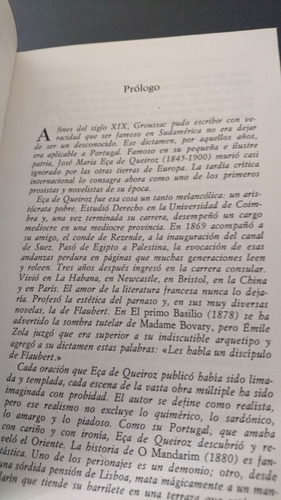 Prólogo
A fines del siglo XIX, Groussac pudo escribir con ve-
racidad que ser famoso en Sudamérica no era dejar
de ser un desconocido. Ese dictamen, por aquellos años,
era aplicable a Portugal. Famoso en su pequeña e ilustre
patria, José Maria Eça de Queiroz (1845-1900) murió casi
ignorado por las otras tierras de Europa. La tardía crítica
internacional lo consagra ahora como uno de los primeros
prosistas y novelistas de su época.
Eça de Queiroz fue esa cosa un tanto melancólica: un aris-
tócrata pobre. Estudió Derecho en la Universidad de Coim-
bra y, una vez terminada su carrera, desempeñó un cargo
mediocre en una mediocre provincia. En 1869 acompañó a
su amigo, el conde de Rezende, a la inauguración del canal
de Suez. Pasó de Egipto a Palestina, la evocación de esas
andanzas perdura en páginas que muchas generaciones leen
y releen. Tres años después ingresó en la carrera consular.
Vivió en La Habana, en Newcastle, en Bristol, en la China
y en París. El amor de la literatura francesa nunca lo deja-
ría. Profesó la estética del parnaso y, en sus muy diversas
novelas, la de Flaubert. En El primo Basilio (1878) se ha
advertido la sombra tutelar de Madame Bovary, pero Émile
Zola juzgó que era superior a su indiscutible arquetipo y
agregó a su dictamen estas palabras: «Les habla un discípulo
de Flaubert.»
Cada oración que Eça de Queiroz publicó había sido lima-
da y templada, cada escena de la vasta obra múltiple ha sido
imaginada con probidad. El autor se define como realista,
pero ese realismo no excluye lo quimérico, lo sardónico,
lo amargo y lo piadoso. Como su Portugal, que amaba
con cariño y con ironía, Eça de Queiroz descubrió y re-
veló el Oriente. La historia de O Mandarim (1880) es fan-
tástica. Uno de los personajes es un demonio; otro, desde
una sórdida pensión de Lisboa, mata mágicamente a un man-
darín que tiende su barrilete en una terraza que